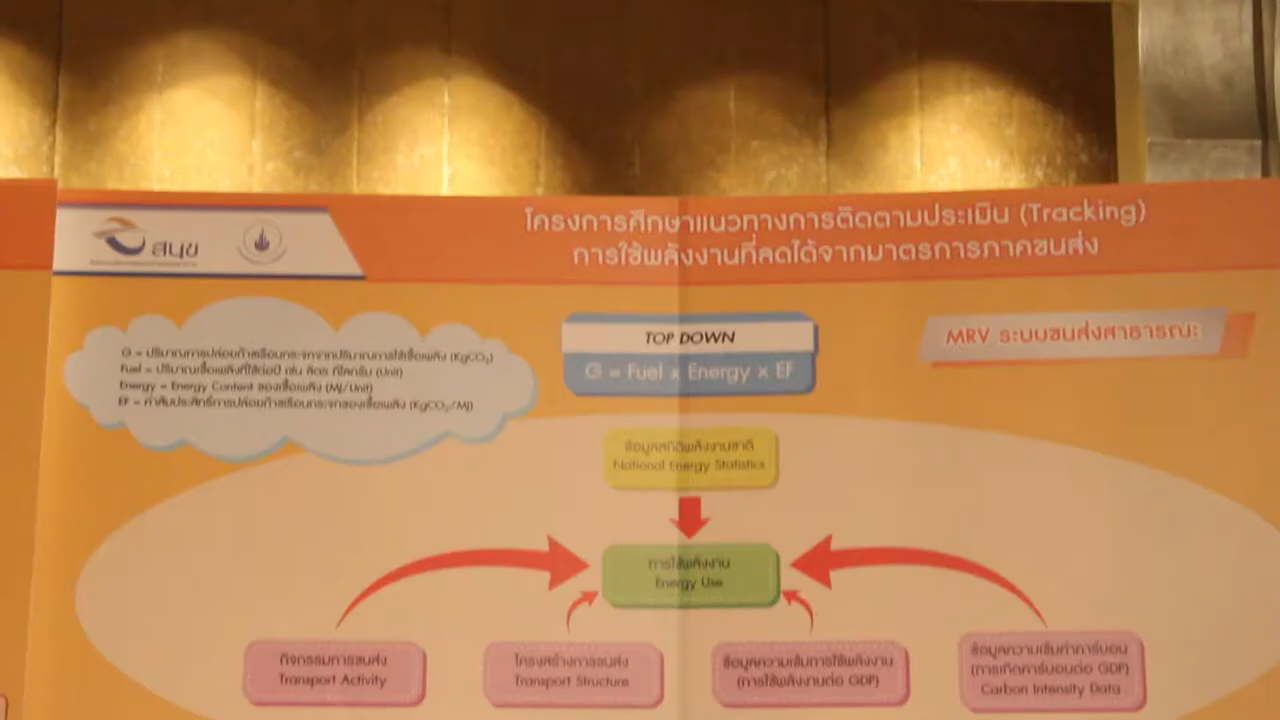 สนข
โครงการศึกษาแนวทางการติดตามประเมิน (Tracking)
การใช้พลังงานที่ลดได้จากมาตรการภาคขนส่ง
G = ปริมาณการปล่อยก๊าซเรือนกระจกจากปริมาณการใช้เชื้อเพลิง (KgCO₂)
Fuel = ปริมาณเชื้อเพลิงที่ใช้ต่อปี เช่น ลิตร กิโลกรัม (Unit)
Energy = Energy Content ของเชื้อเพลิง (MJ/Unit)
EF = ค่าสัมประสิทธิ์การปล่อยก๊าซเรือนกระจกของเชื้อเพลิง (KgCO₂/MJ)
TOP DOWN
G = Fuel x Energy x EF
MRV ระบบขนส่งสาธารณะ
ข้อมูลสถิติพลังงานชาติ
National Energy Statistics
การใช้พลังงาน
Energy Use
กิจกรรมการขนส่ง
Transport Activity
โครงสร้างการขนส่ง
Transport Structure
ข้อมูลความเข้มการใช้พลังงาน
(การใช้พลังงานต่อ GDP)
ข้อมูลความเข้มค่าคาร์บอน
(การเกิดคาร์บอนต่อ GDP)
Carbon Intensity Data